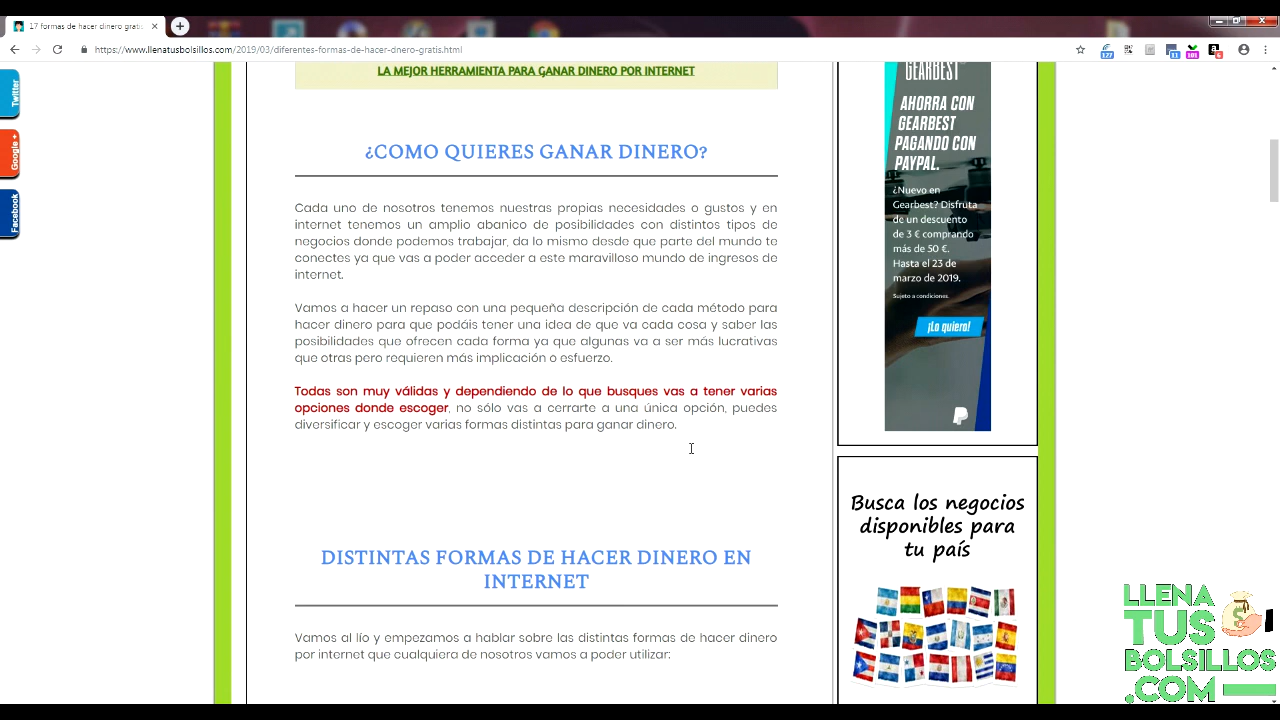 17 formas de hacer dinero gratis
https://www.llenatusbolsillos.com/2019/03/diferentes-formas-de-hacer-dnero-gratis.html
177
11
101
Twitter
Google +
Facebook
LA MEJOR HERRAMIENTA PARA GANAR DINERO POR INTERNET
¿COMO QUIERES GANAR DINERO?
Cada uno de nosotros tenemos nuestras propias necesidades o gustos y en
internet tenemos un amplio abanico de posibilidades con distintos tipos de
negocios donde podemos trabajar, da lo mismo desde que parte del mundo te
conectes ya que vas a poder acceder a este maravilloso mundo de ingresos de
internet.
Vamos a hacer un repaso con una pequeña descripción de cada método para
hacer dinero para que podáis tener una idea de que va cada cosa y saber las
posibilidades que ofrecen cada forma ya que algunas va a ser más lucrativas
que otras pero requieren más implicación o esfuerzo.
Todas son muy válidas y dependiendo de lo que busques vas a tener varias
opciones donde escoger, no sólo vas a cerrarte a una única opción, puedes
diversificar y escoger varias formas distintas para ganar dinero.
DISTINTAS FORMAS DE HACER DINERO EN
INTERNET
Vamos al lío y empezamos a hablar sobre las distintas formas de hacer dinero
por internet que cualquiera de nosotros vamos a poder utilizar:
GEARBEST
AHORRA CON
GEARBEST
PAGANDO CON
PAYPAL.
¿Nuevo en
Gearbest? Disfruta
de un descuento
de 3 € comprando
más de 50 €.
Hasta el 23 de
marzo de 2019.
Sujeto a condiciones.
¡Lo quiero!
Busca los negocios
disponibles para
tu país
LLENA
TUS
BOLSILLOS
.COM